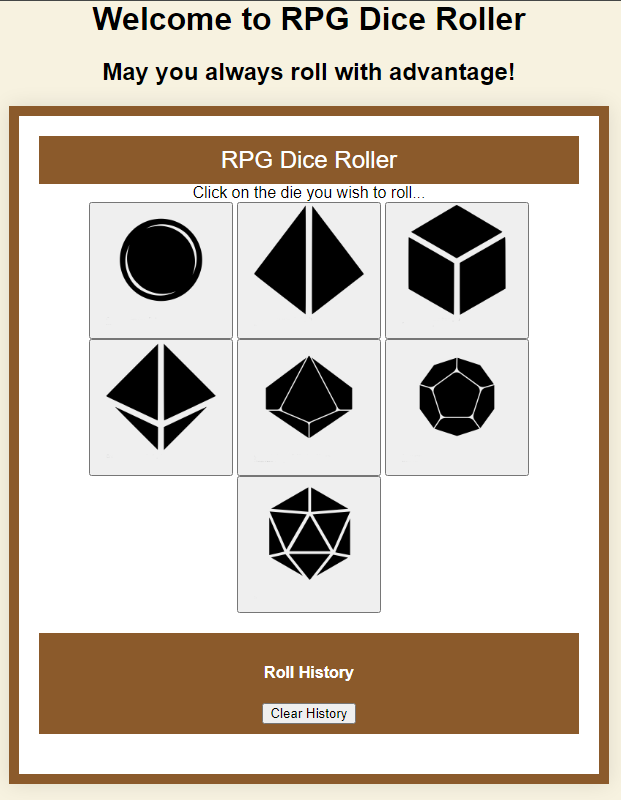 Welcome to RPG Dice Roller
May you always roll with advantage!
RPG Dice Roller
Click on the die you wish to roll...
Roll History
Clear History